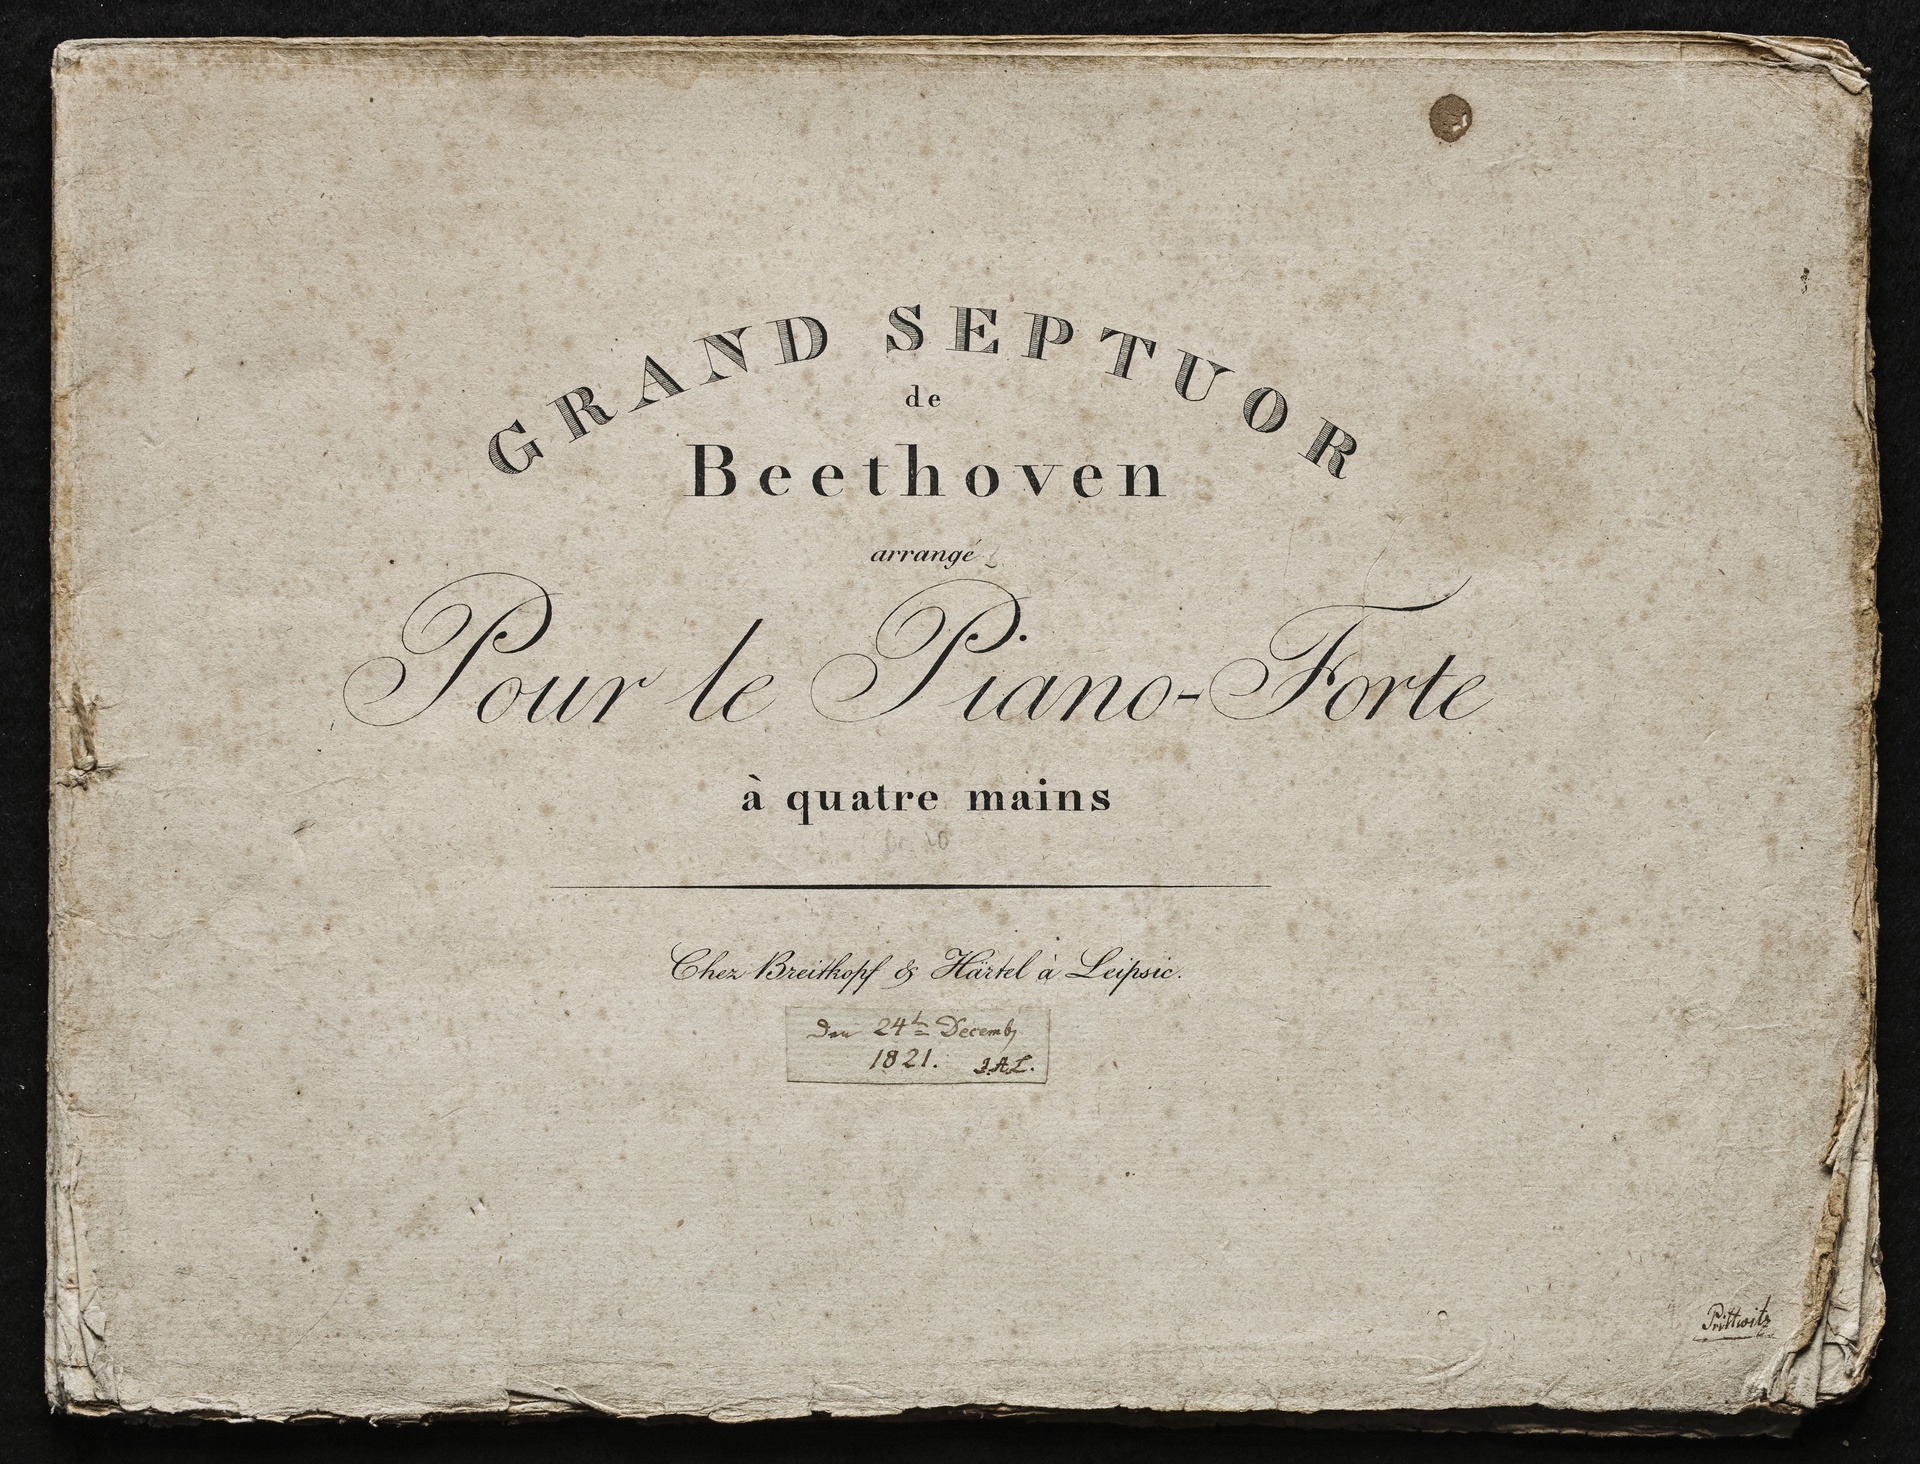 GRAND SEPTUOR
de
Beethoven
arrangé
Pour le Piano-Forte
à quatre mains
Chez Breitkopf & Härtel à Leipsic.
Den 24ten Decemb
1821. J.A.L.
Prittwitz